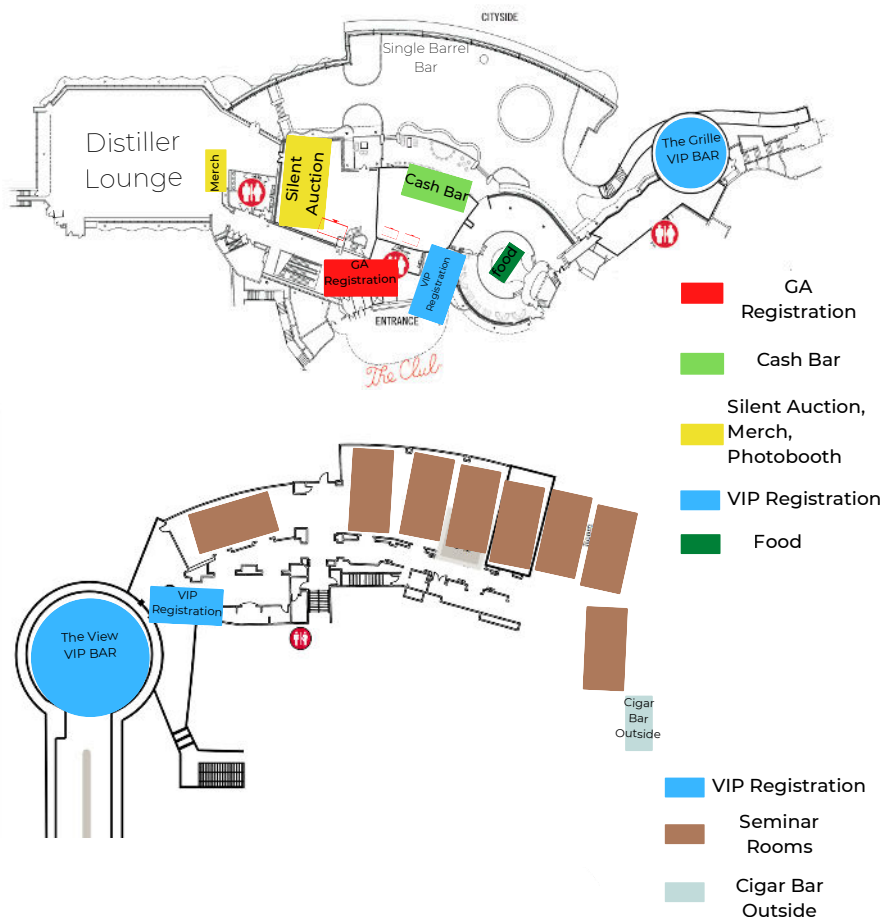 CITYSIDE
Single Barrel
Bar
The Grille
VIP BAR
Distiller
Lounge
Merch
Silent
Auction
Cash Bar
food
GA
Registration
VIP
Registration
ENTRANCE
The Club
GA
Registration
Cash Bar
Silent Auction,
Merch,
Photobooth
VIP Registration
Food
VIP
Registration
The View
VIP BAR
Cigar
Bar
Outside
VIP Registration
Seminar
Rooms
Cigar Bar
Outside